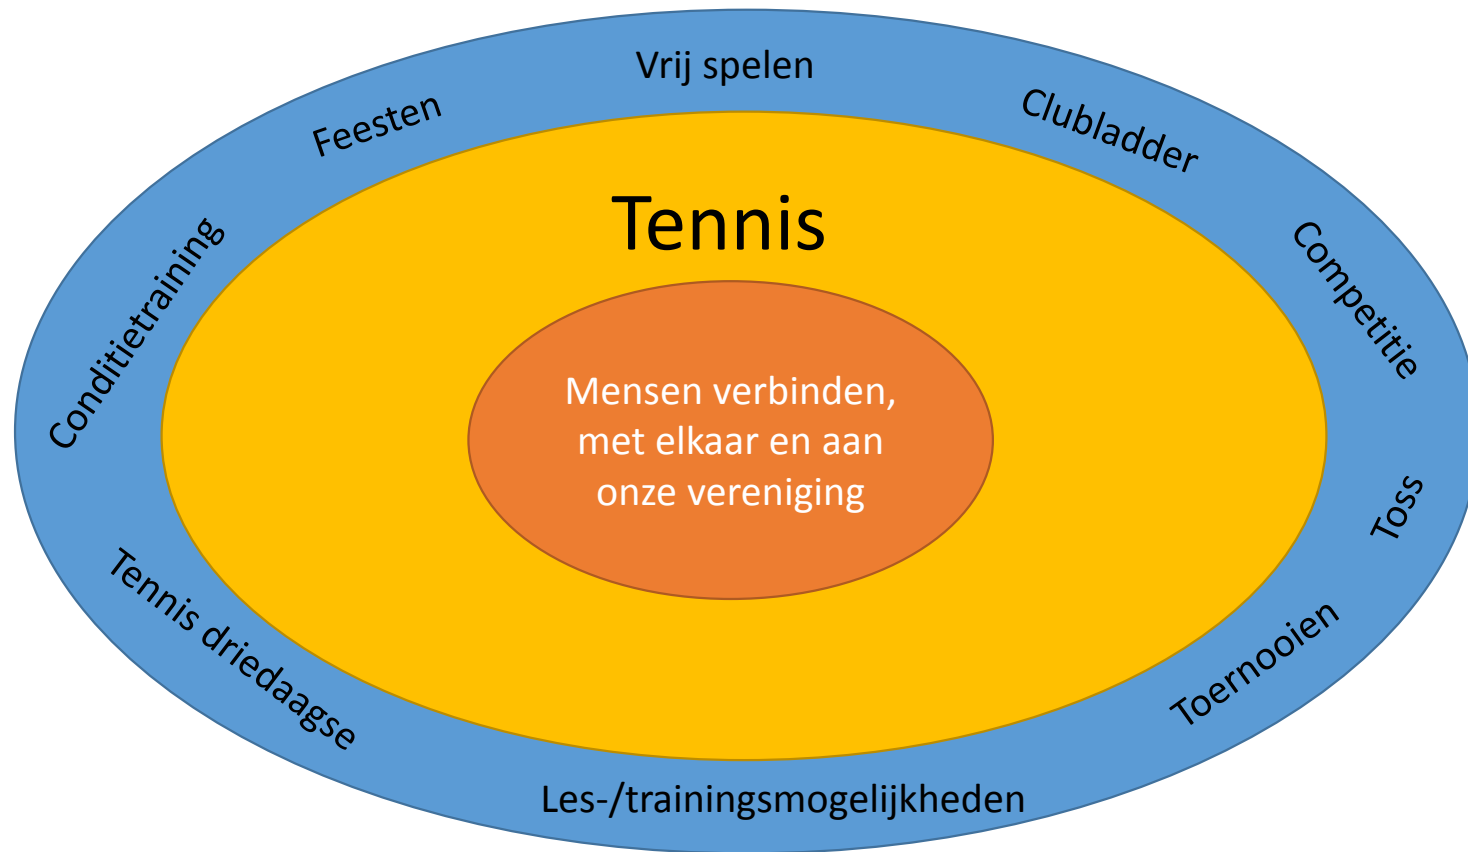 Vrij spelen
Feesten
Clubladder
Tennis
Conditietraining
Competitie
Mensen verbinden,
met elkaar en aan
onze vereniging
Toss
Tennis driedaagse
Toernooien
Les-/trainingsmogelijkheden